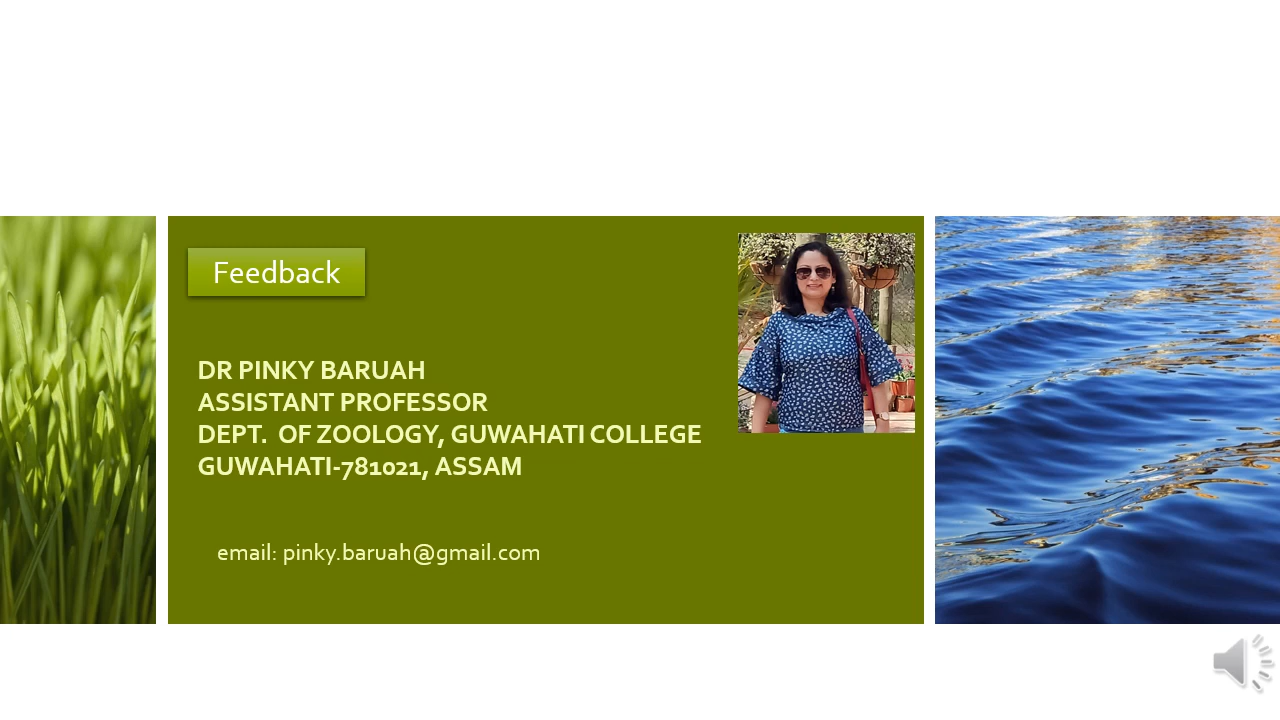 Feedback
DR PINKY BARUAH
ASSISTANT PROFESSOR
DEPT.  OF ZOOLOGY, GUWAHATI COLLEGE
GUWAHATI-781021, ASSAM
email: pinky.baruah@gmail.com